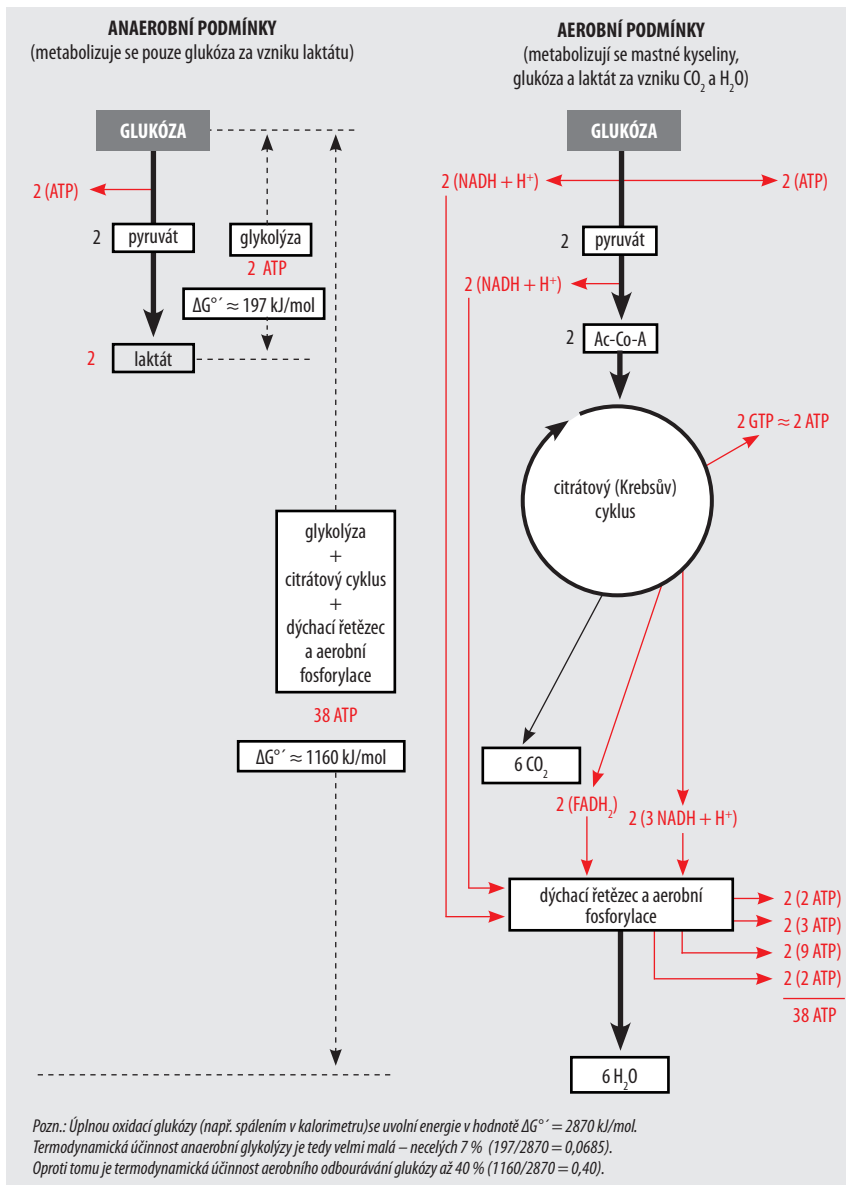 ANAEROBNÍ PODMÍNKY
(metabolizuje se pouze glukóza za vzniku laktátu)
GLUKÓZA
2 (ATP)
2 pyruvát
glykolýza
2 ATP
ΔG°´ ≈ 197 kJ/mol
2 laktát
glykolýza
+
citrátový cyklus
+
dýchací řetězec
a aerobní
fosforylace
38 ATP
ΔG°´ ≈ 1160 kJ/mol
AEROBNÍ PODMÍNKY
(metabolizují se mastné kyseliny,
glukóza a laktát za vzniku CO₂ a H₂O)
GLUKÓZA
2 (NADH + H⁺)
2 (ATP)
2 pyruvát
2 (NADH + H⁺)
2 Ac-Co-A
2 GTP ≈ 2 ATP
citrátový (Krebsův)
cyklus
6 CO₂
2 (FADH₂)
2 (3 NADH + H⁺)
dýchací řetězec a aerobní
fosforylace
2 (2 ATP)
2 (3 ATP)
2 (9 ATP)
2 (2 ATP)
38 ATP
6 H₂O
Pozn.: Úplnou oxidací glukózy (např. spálením v kalorimetru)se uvolní energie v hodnotě ΔG°´ = 2870 kJ/mol.
Termodynamická účinnost anaerobní glykolýzy je tedy velmi malá – necelých 7 % (197/2870 = 0,0685).
Oproti tomu je termodynamická účinnost aerobního odbourávání glukózy až 40 % (1160/2870 = 0,40).